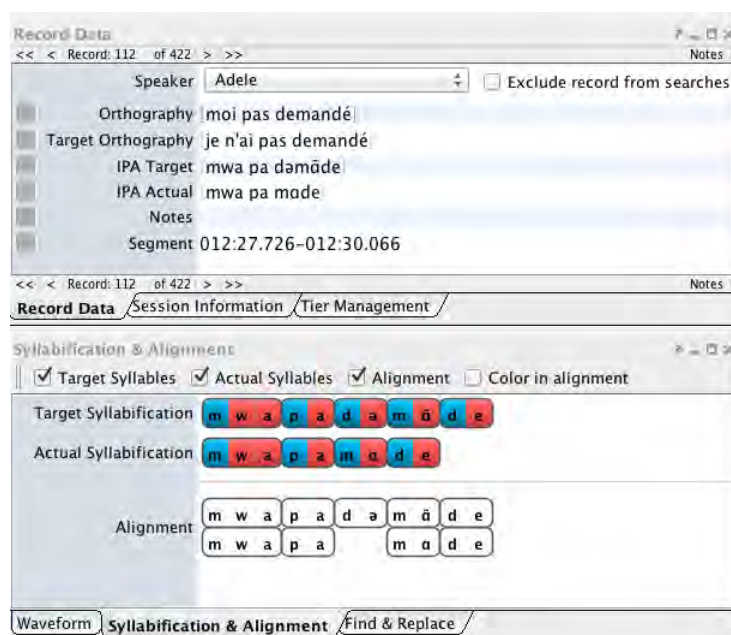 Record Data
<< < Record: 112 of 422 > >> Notes
Speaker Adele Exclude record from searches
Orthography moi pas demandé
Target Orthography je n'ai pas demandé
IPA Target mwa pa dəmɑ̃de
IPA Actual mwa pa mɑde
Notes
Segment 012:27.726-012:30.066
<< < Record: 112 of 422 > >> Notes
Record Data Session Information Tier Management
Syllabification & Alignment
Target Syllables Actual Syllables Alignment Color in alignment
Target Syllabification m w a p a d ə m ɑ̃ d e
Actual Syllabification m w a p a m ɑ d e
Alignment
m w a p a d ə m ɑ̃ d e
m w a p a m ɑ d e
Waveform Syllabification & Alignment Find & Replace